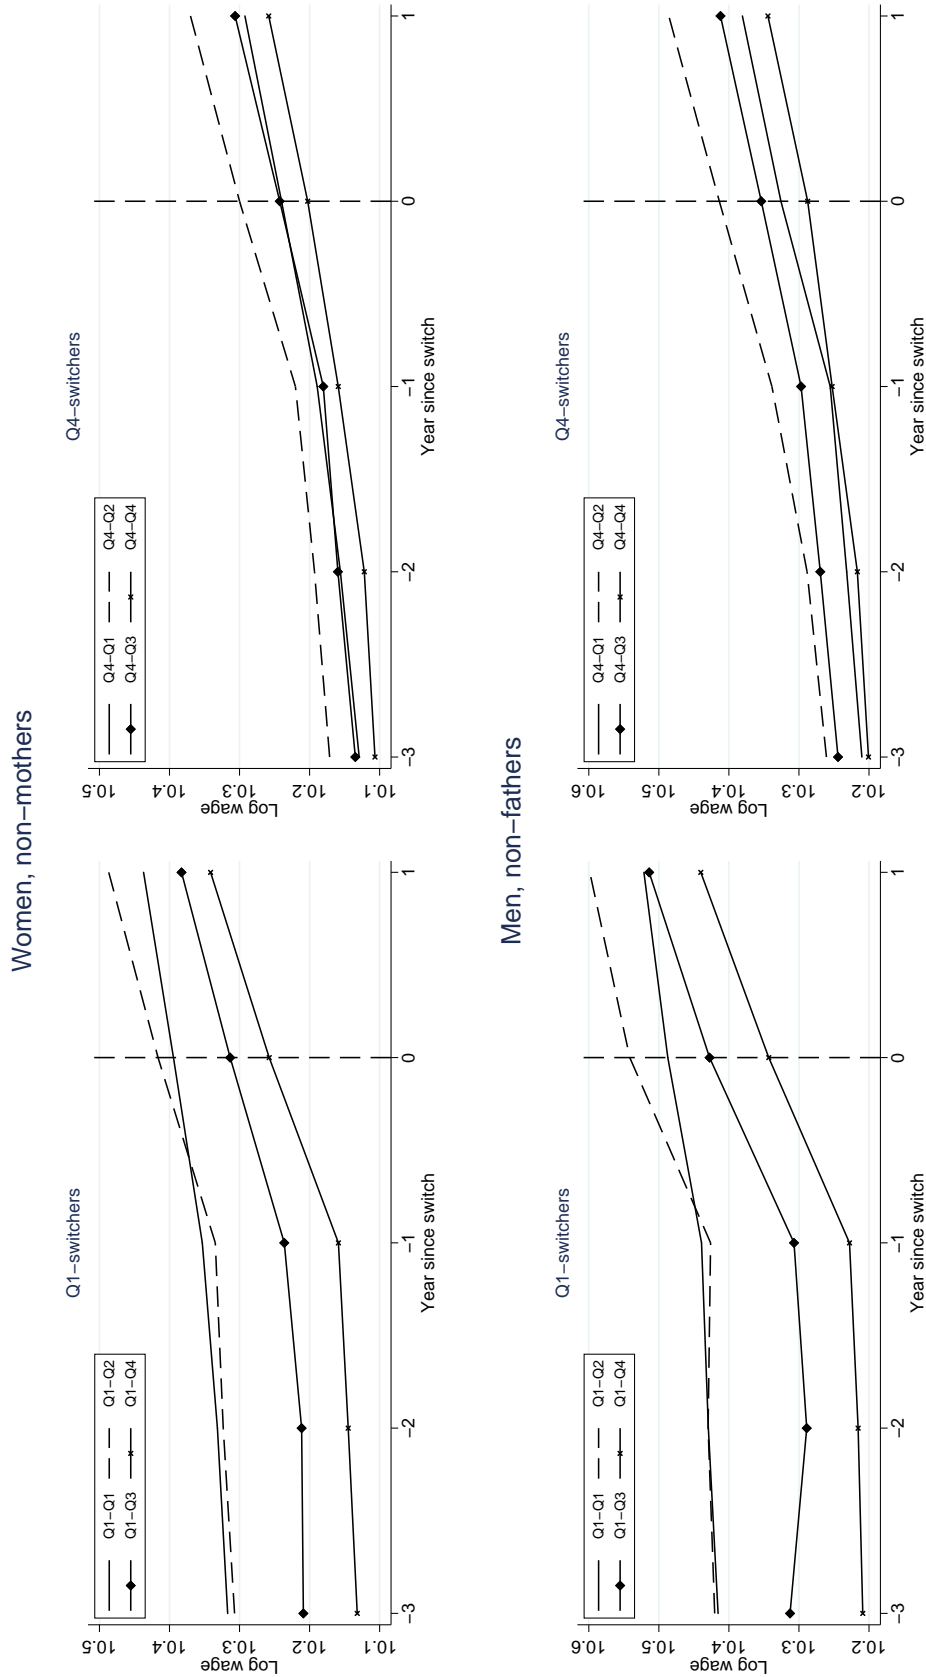 Women, non−mothers
Q1−switchers
Q1−Q1 Q1−Q2
Q1−Q3 Q1−Q4
10.5
10.4
10.3
10.2
10.1
Log wage
−3 −2 −1 0 1
Year since switch
Q4−switchers
Q4−Q1 Q4−Q2
Q4−Q3 Q4−Q4
10.5
10.4
10.3
10.2
10.1
Log wage
−3 −2 −1 0 1
Year since switch
Men, non−fathers
Q1−switchers
Q1−Q1 Q1−Q2
Q1−Q3 Q1−Q4
10.6
10.5
10.4
10.3
10.2
Log wage
−3 −2 −1 0 1
Year since switch
Q4−switchers
Q4−Q1 Q4−Q2
Q4−Q3 Q4−Q4
10.6
10.5
10.4
10.3
10.2
Log wage
−3 −2 −1 0 1
Year since switch